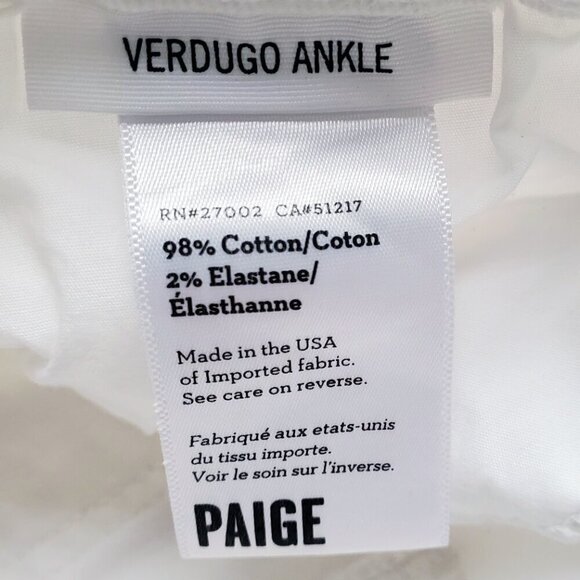 VERDUGO ANKLE
RN#27002 CA#51217
98% Cotton/Coton
2% Elastane/
Élasthanne
Made in the USA
of Imported fabric.
See care on reverse.
Fabriqué aux etats-unis
du tissu importe.
Voir le soin sur l'inverse.
PAIGE